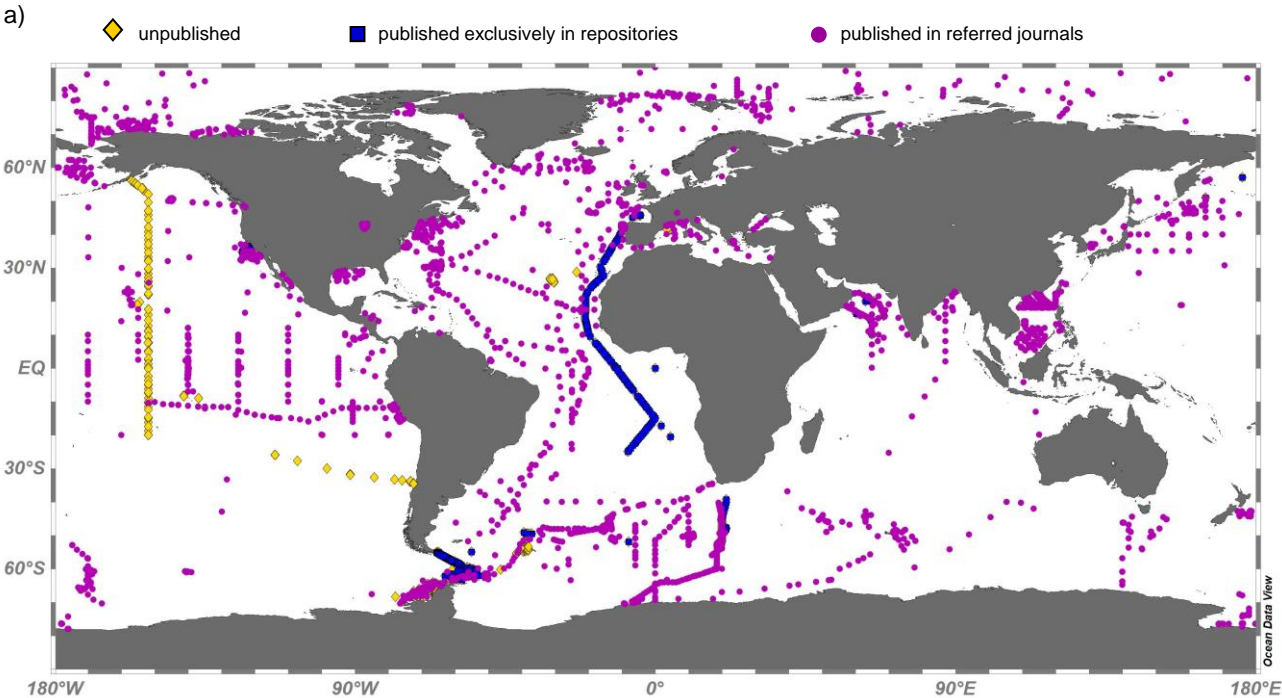 a)
unpublished published exclusively in repositories published in referred journals
60°N
30°N
EQ
30°S
60°S
Ocean Data View
180°W 90°W 0° 90°E 180°E